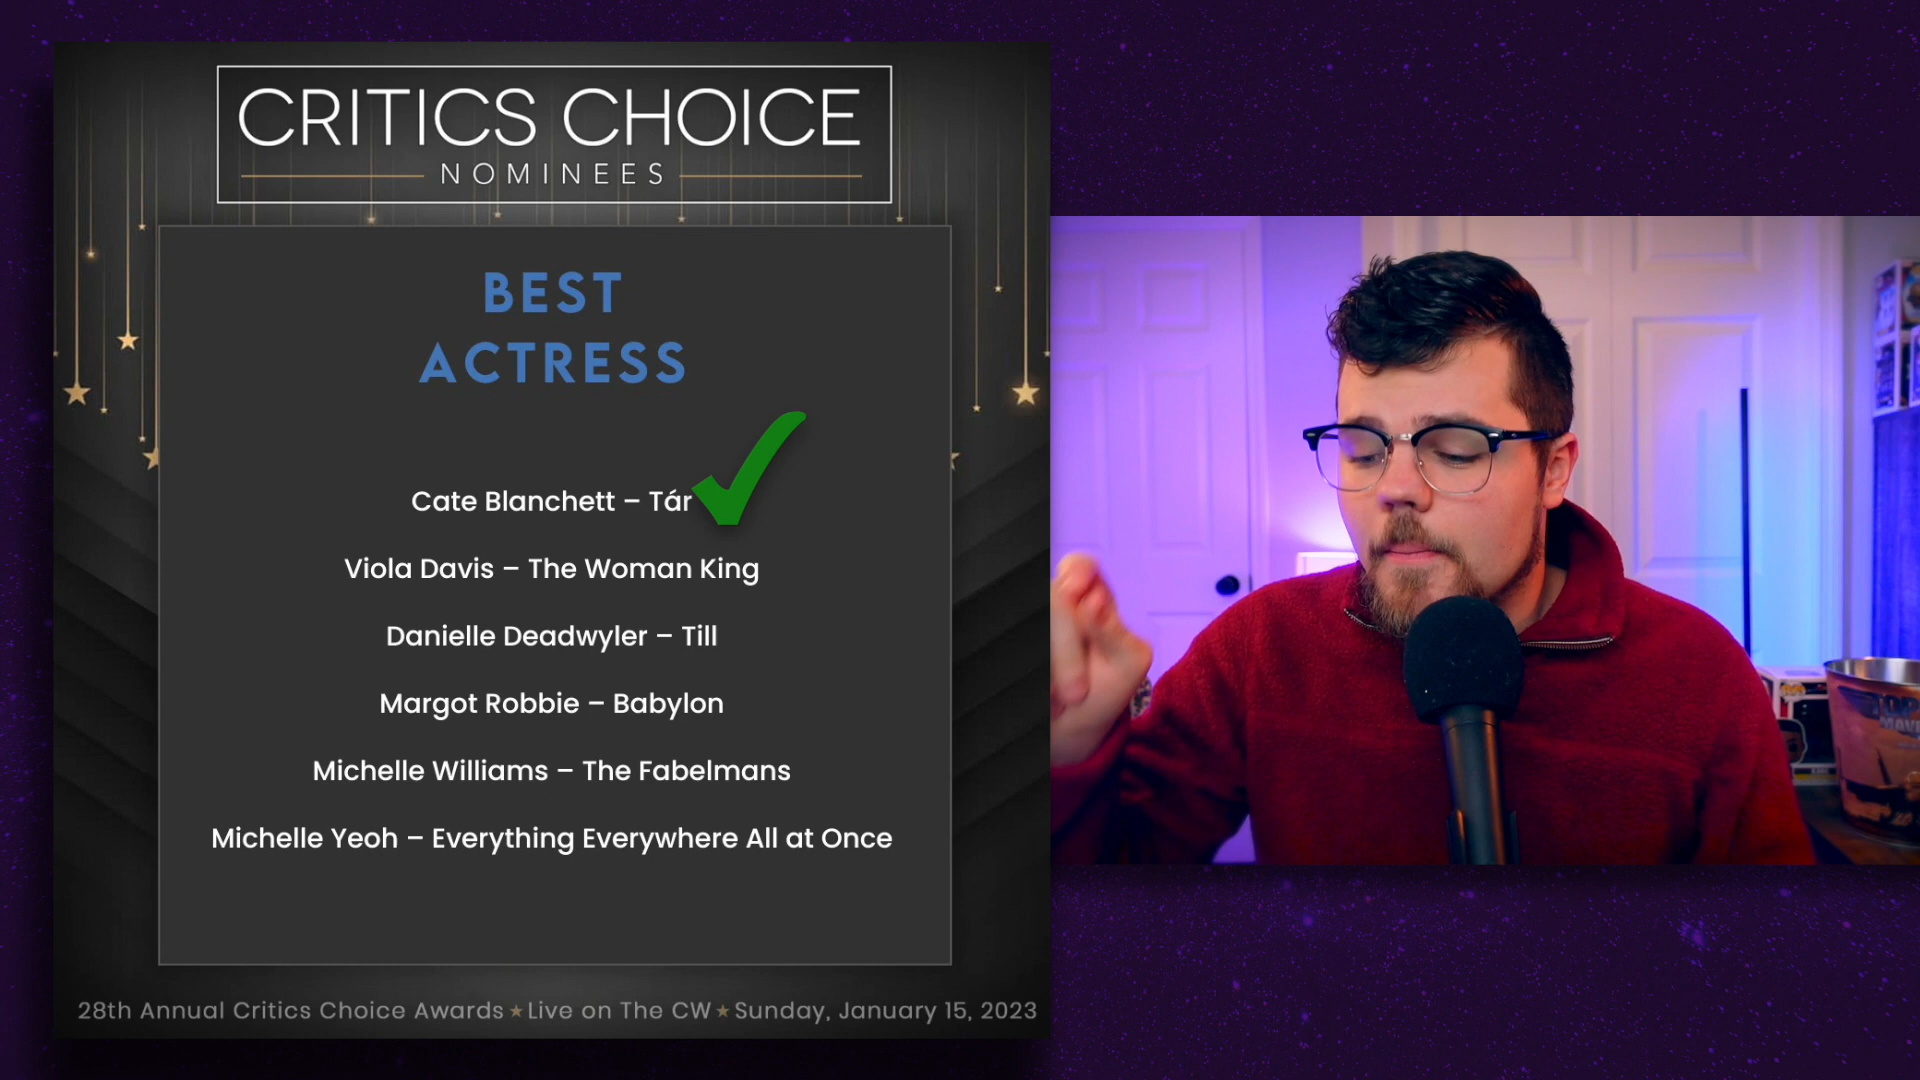 CRITICS CHOICE
NOMINEES
BEST
ACTRESS
Cate Blanchett – Tár
Viola Davis – The Woman King
Danielle Deadwyler – Till
Margot Robbie – Babylon
Michelle Williams – The Fabelmans
Michelle Yeoh – Everything Everywhere All at Once
28th Annual Critics Choice Awards ★ Live on The CW ★ Sunday, January 15, 2023